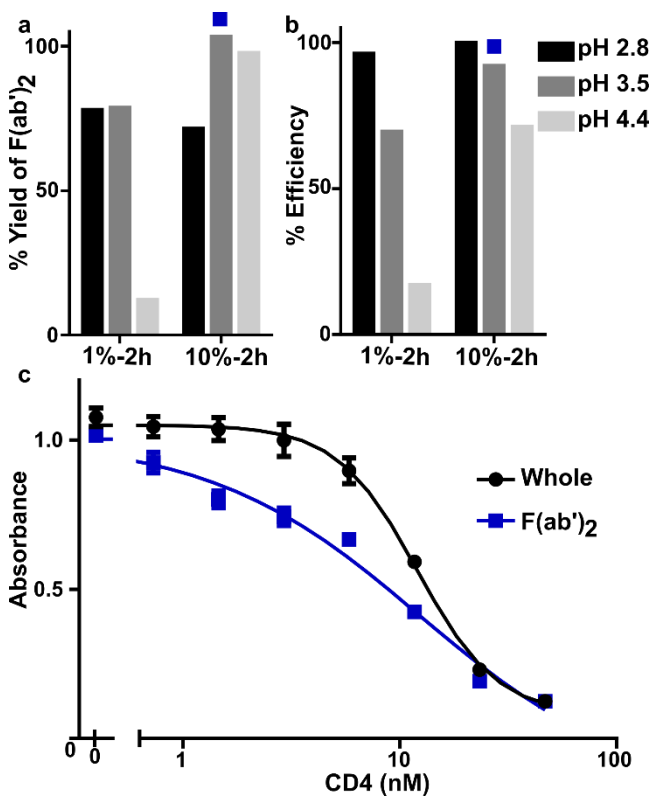 a
% Yield of F(ab')2
100
50
0
1%-2h 10%-2h
b
% Efficiency
100
50
0
1%-2h 10%-2h
pH 2.8
pH 3.5
pH 4.4
c
Absorbance
1.0
0.5
0
0 1 10 100
CD4 (nM)
Whole
F(ab')2